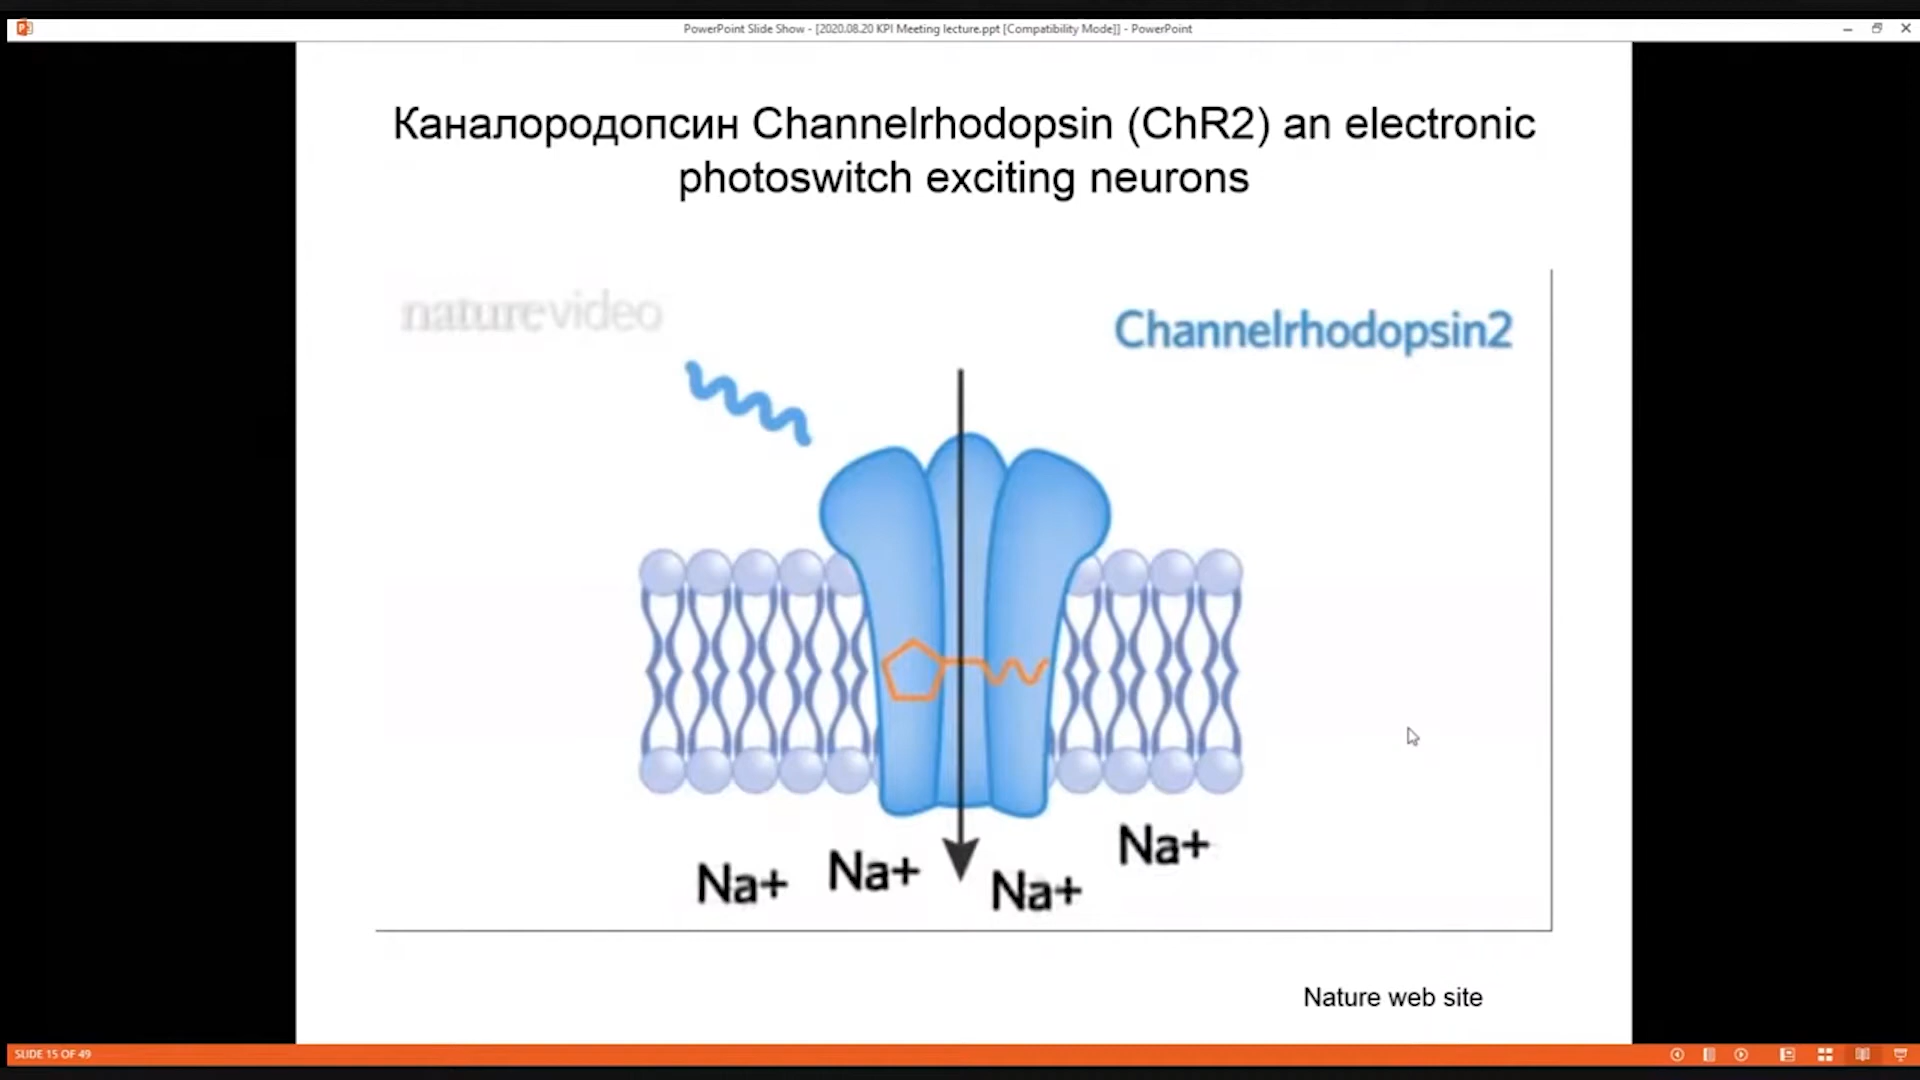 PowerPoint Slide Show - [2020.08.20 KPI Meeting lecture.ppt [Compatibility Mode]] - PowerPoint
Каналородопсин Channelrhodopsin (ChR2) an electronic
photoswitch exciting neurons
naturevideo
Channelrhodopsin2
Na+ Na+ Na+ Na+
Nature web site
SLIDE 15 OF 49